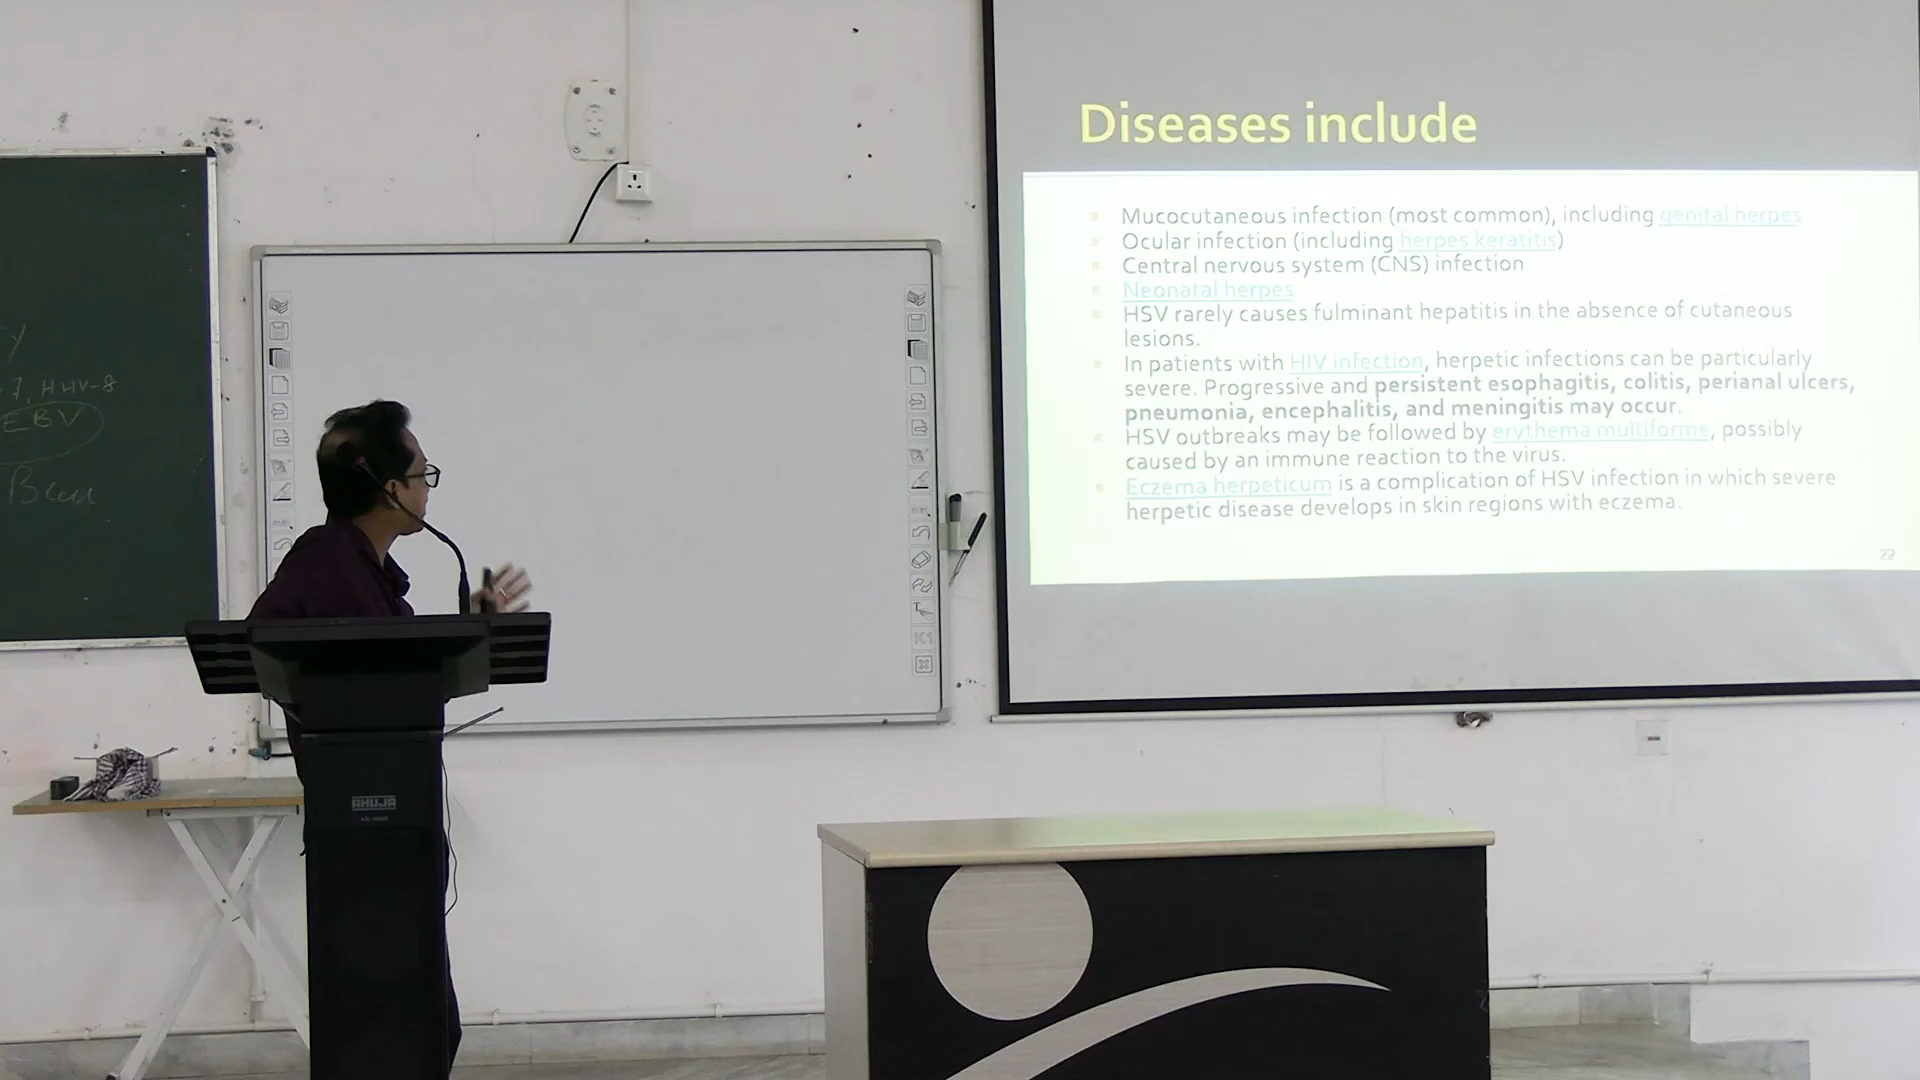 Y
7, HHV-8
EBV
AHUJA
Diseases include
Mucocutaneous infection (most common), including genital herpes
Ocular infection (including herpes keratitis)
Central nervous system (CNS) infection
Neonatal herpes
HSV rarely causes fulminant hepatitis in the absence of cutaneous
lesions.
In patients with HIV infection, herpetic infections can be particularly
severe. Progressive and persistent esophagitis, colitis, perianal ulcers,
pneumonia, encephalitis, and meningitis may occur.
HSV outbreaks may be followed by erythema multiforme, possibly
caused by an immune reaction to the virus.
Eczema herpeticum is a complication of HSV infection in which severe
herpetic disease develops in skin regions with eczema.
22